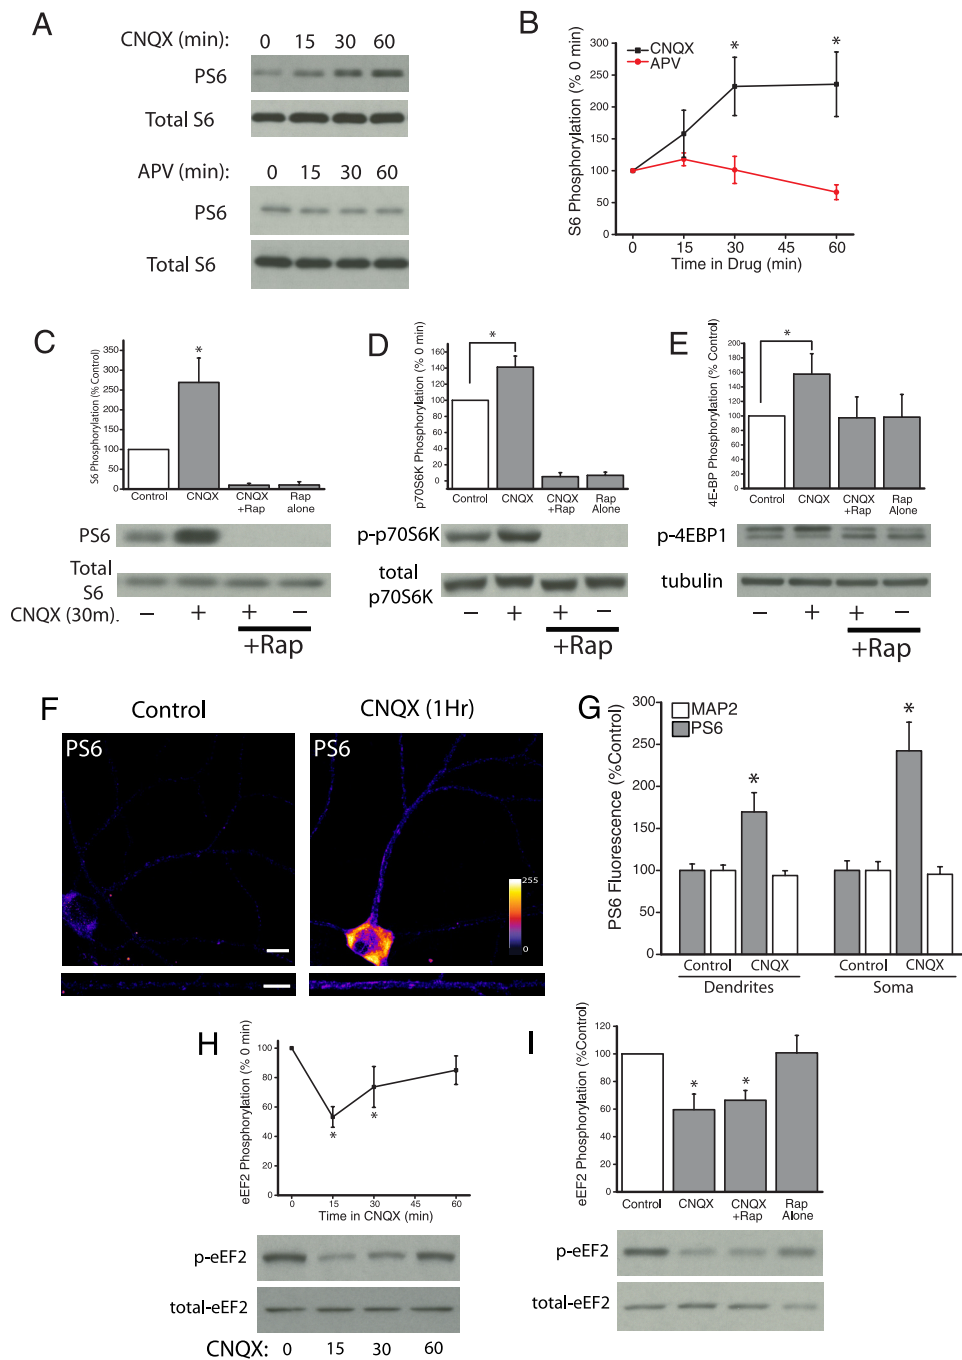 A
CNQX (min): 0 15 30 60
PS6
Total S6
APV (min): 0 15 30 60
PS6
Total S6
B
S6 Phosphorylation (% 0 min)
300
250
200
150
100
50
0
CNQX
APV
* *
0 15 30 45 60
Time in Drug (min)
C
S6 Phosphorylation (% Control)
350
300
250
200
150
100
50
0
*
Control CNQX CNQX +Rap Rap alone
PS6
Total S6
CNQX (30m). − + + −
+Rap
D
p70S6K Phosphorylation (% 0 min)
160
140
120
100
80
60
40
20
0
*
Control CNQX CNQX +Rap Rap Alone
p-p70S6K
total p70S6K
− + + −
+Rap
E
4E-BP Phosphorylation (% Control)
200
180
160
140
120
100
80
60
40
20
0
*
Control CNQX CNQX +Rap Rap Alone
p-4EBP1
tubulin
− + + −
+Rap
F
Control CNQX (1Hr)
PS6 PS6
255
0
G
PS6 Fluorescence (%Control)
300
250
200
150
100
50
0
MAP2
PS6
* *
Control CNQX Control CNQX
Dendrites Soma
H
eEF2 Phosphorylation (% 0 min)
100
80
60
40
20
0
* *
0 15 30 45 60
Time in CNQX (min)
p-eEF2
total-eEF2
CNQX: 0 15 30 60
I
eEF2 Phosphorylation (%Control)
120
100
80
60
40
20
0
* *
Control CNQX CNQX +Rap Rap Alone
p-eEF2
total-eEF2